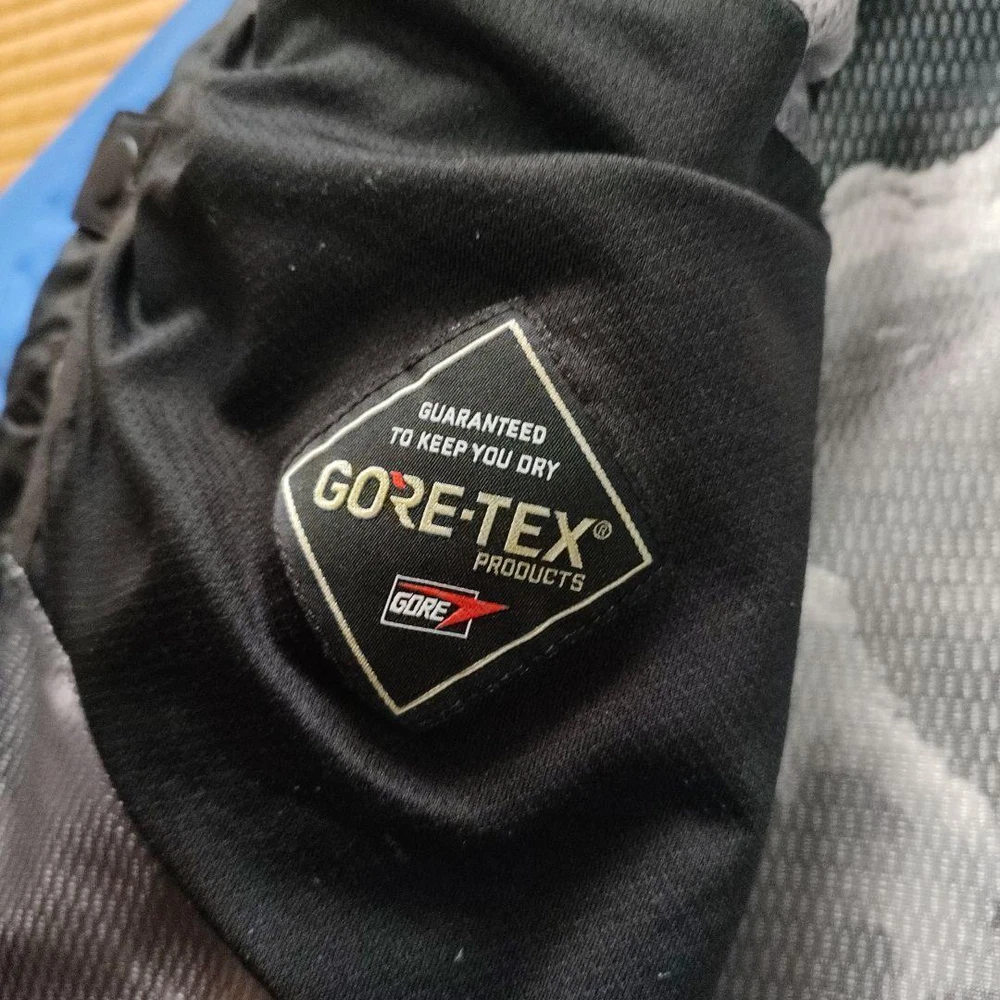 GUARANTEED
TO KEEP YOU DRY
GORE-TEX®
PRODUCTS
GORE